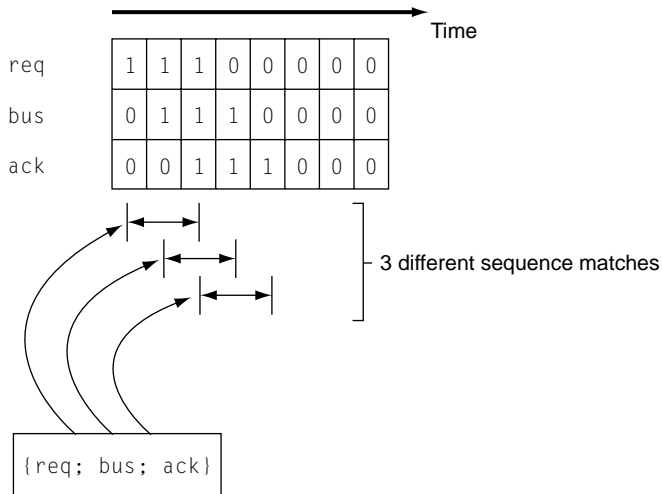 Time
req 1 1 1 0 0 0 0 0
bus 0 1 1 1 0 0 0 0
ack 0 0 1 1 1 0 0 0
3 different sequence matches
{req; bus; ack}